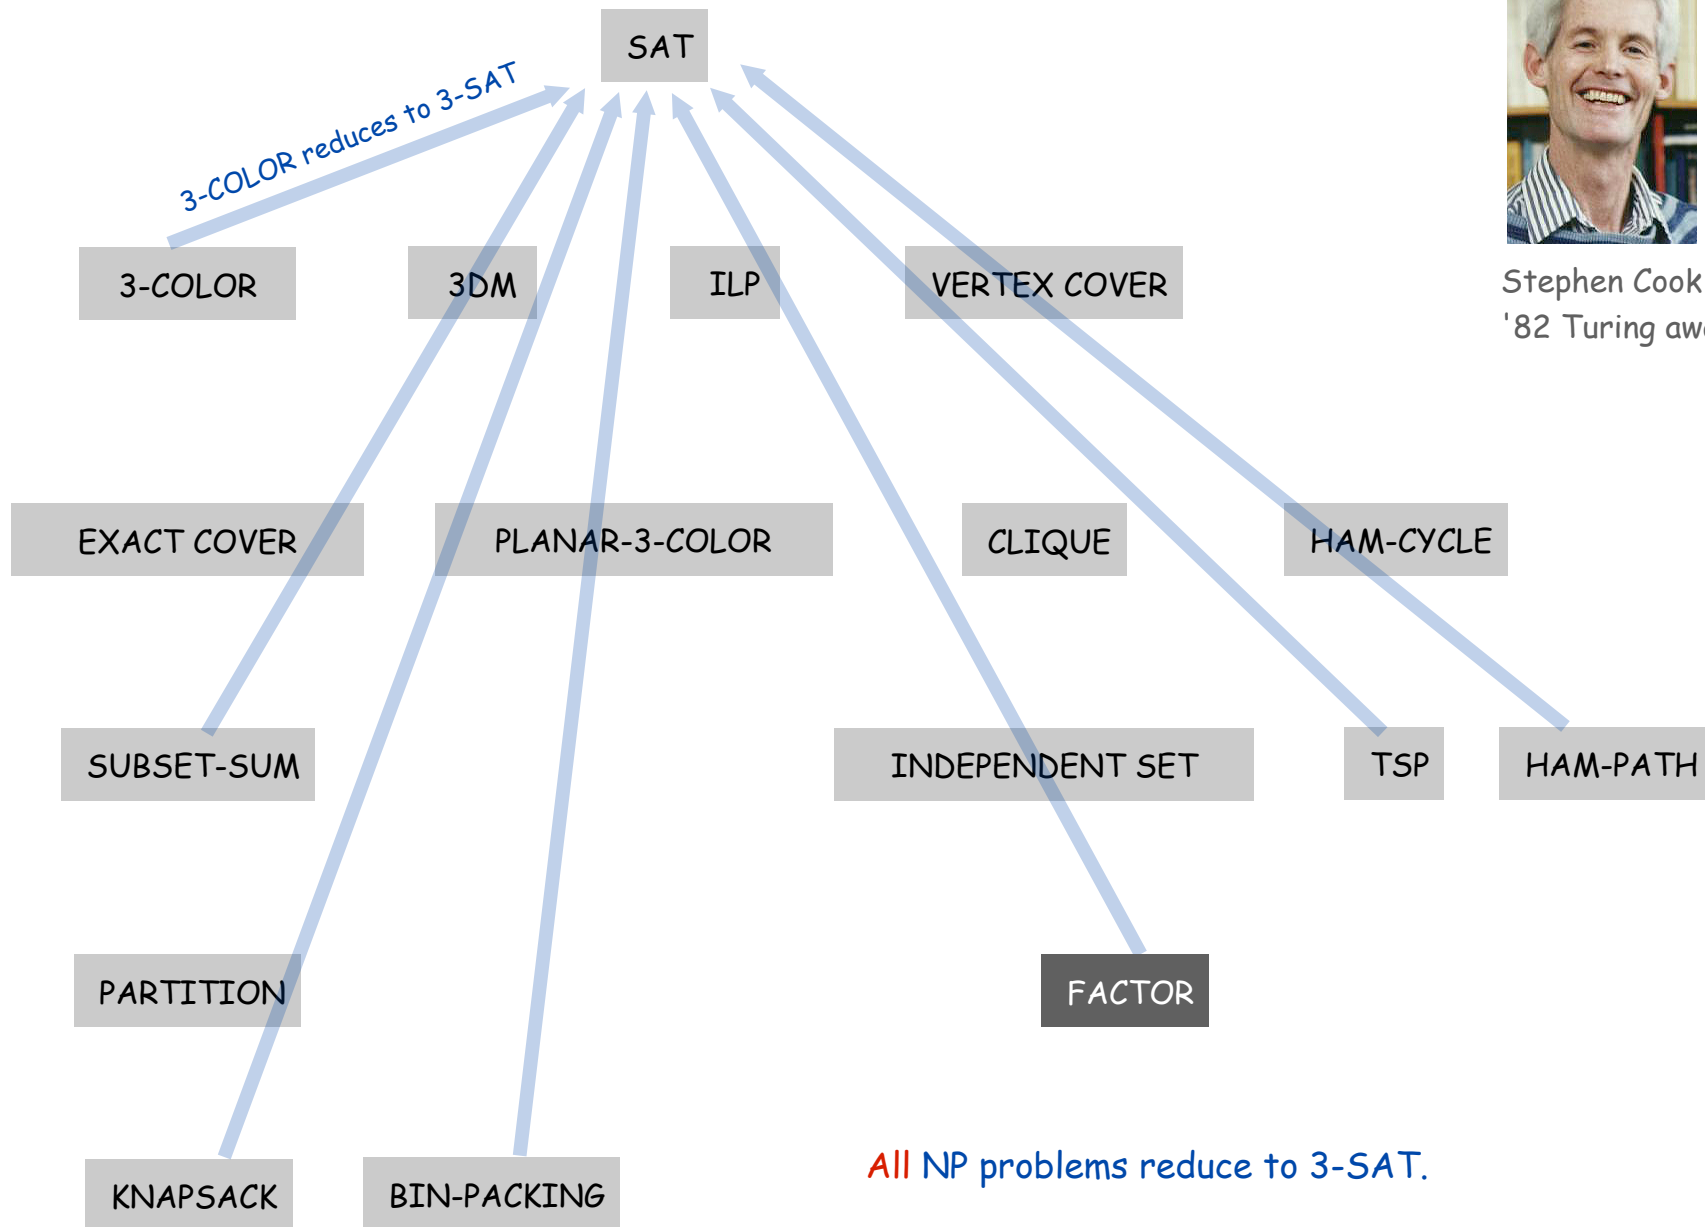 SAT
3-COLOR reduces to 3-SAT
3-COLOR
3DM
ILP
VERTEX COVER
Stephen Cook
'82 Turing
EXACT COVER
PLANAR-3-COLOR
CLIQUE
HAM-CYCLE
SUBSET-SUM
INDEPENDENT SET
TSP
HAM-PATH
PARTITION
FACTOR
All NP problems reduce to 3-SAT.
KNAPSACK
BIN-PACKING